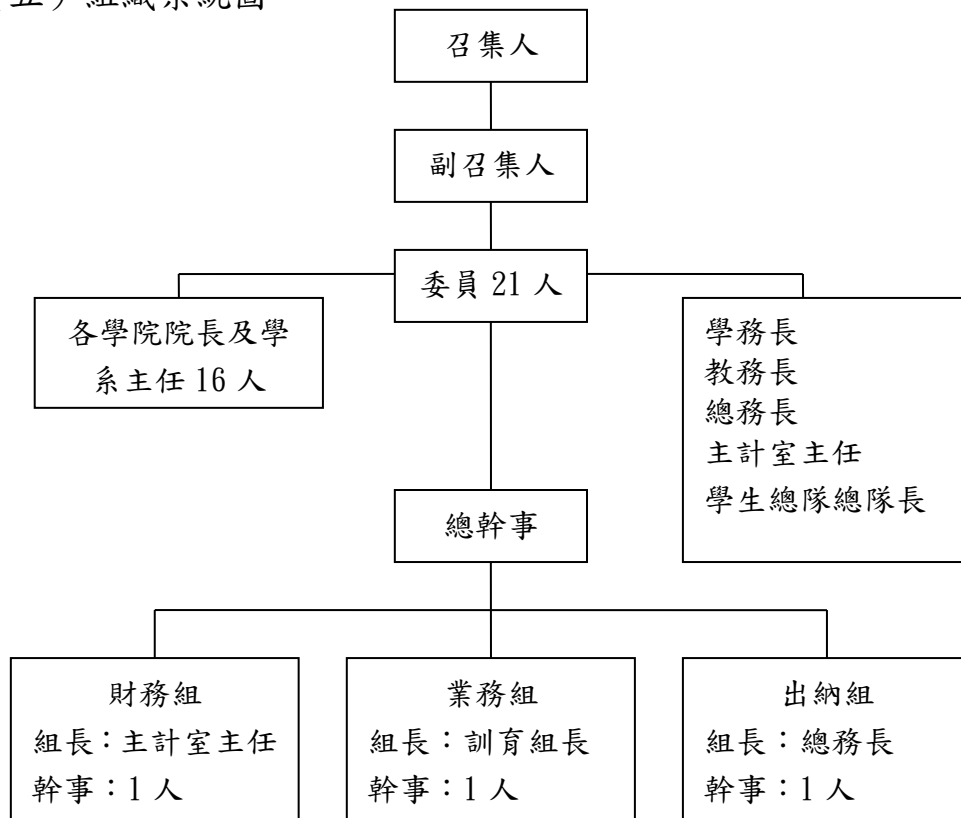 五）組織系統圖
召集人
副召集人
委員 21 人
各學院院長及學
系主任 16 人
學務長
教務長
總務長
主計室主任
學生總隊總隊長
總幹事
財務組
組長：主計室主任
幹事：1 人
業務組
組長：訓育組長
幹事：1 人
出納組
組長：總務長
幹事：1 人